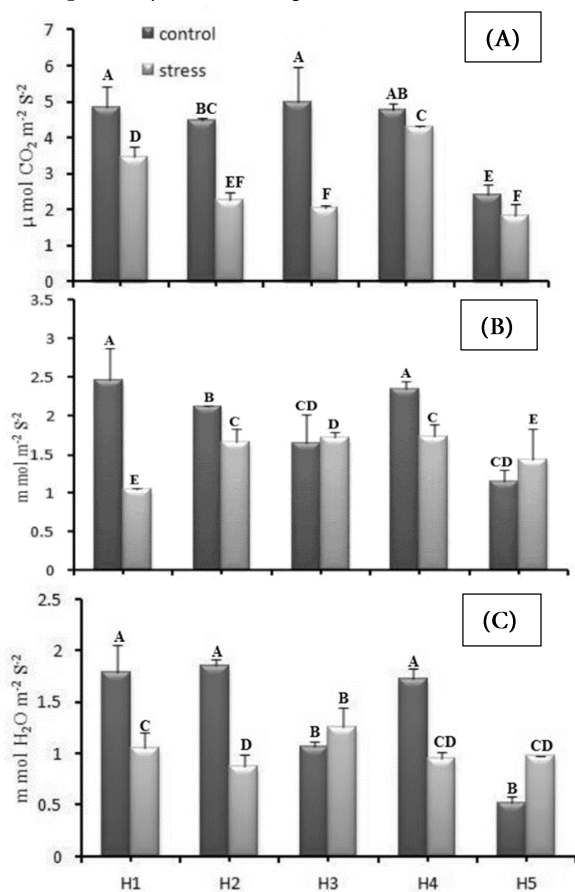 (A)
control
stress
μ mol CO₂ m⁻² S⁻²
7
6
5
4
3
2
1
0
A
D
BC
EF
A
F
AB
C
E
F
(B)
m mol m⁻² S⁻²
3.5
3
2.5
2
1.5
1
0.5
0
A
E
B
C
CD
D
A
C
CD
E
(C)
m mol H₂O m⁻² S⁻²
2.5
2
1.5
1
0.5
0
A
C
A
D
B
B
A
CD
B
CD
H1 H2 H3 H4 H5